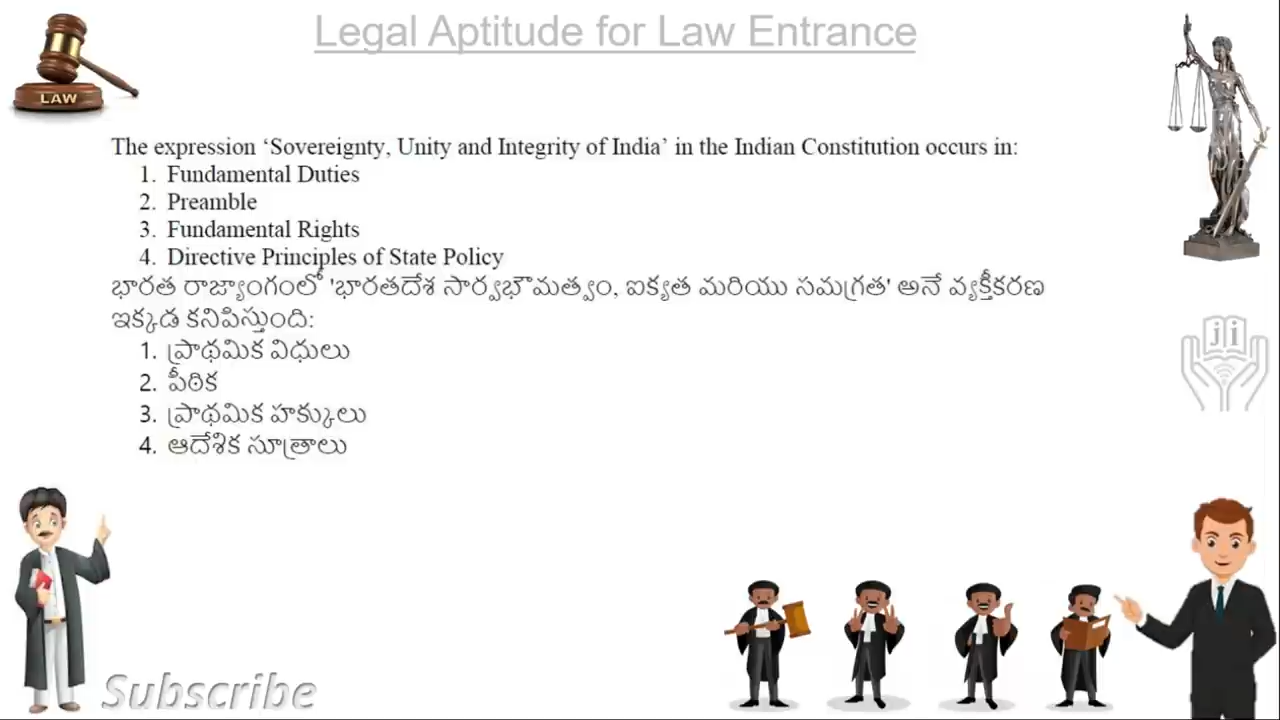 Legal Aptitude for Law Entrance
LAW
The expression ‘Sovereignty, Unity and Integrity of India’ in the Indian Constitution occurs in:
1. Fundamental Duties
2. Preamble
3. Fundamental Rights
4. Directive Principles of State Policy
భారత రాజ్యాంగంలో 'భారతదేశ సార్వభౌమత్వం, ఐక్యత మరియు సమగ్రత' అనే వ్యక్తీకరణ
ఇక్కడ కనిపిస్తుంది:
1. ప్రాథమిక విధులు
2. పీఠిక
3. ప్రాథమిక హక్కులు
4. ఆదేశిక సూత్రాలు
ji
Subscribe